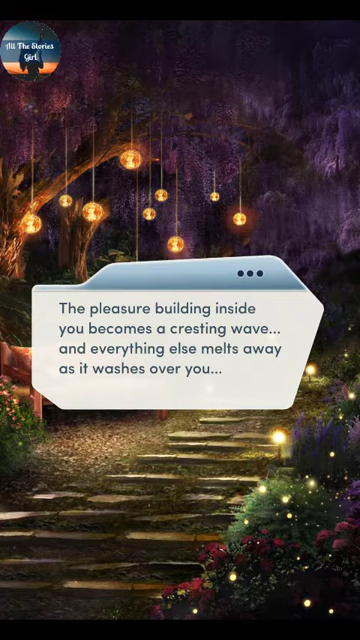 All The Stories
Girl
The pleasure building inside
you becomes a cresting wave...
and everything else melts away
as it washes over you...